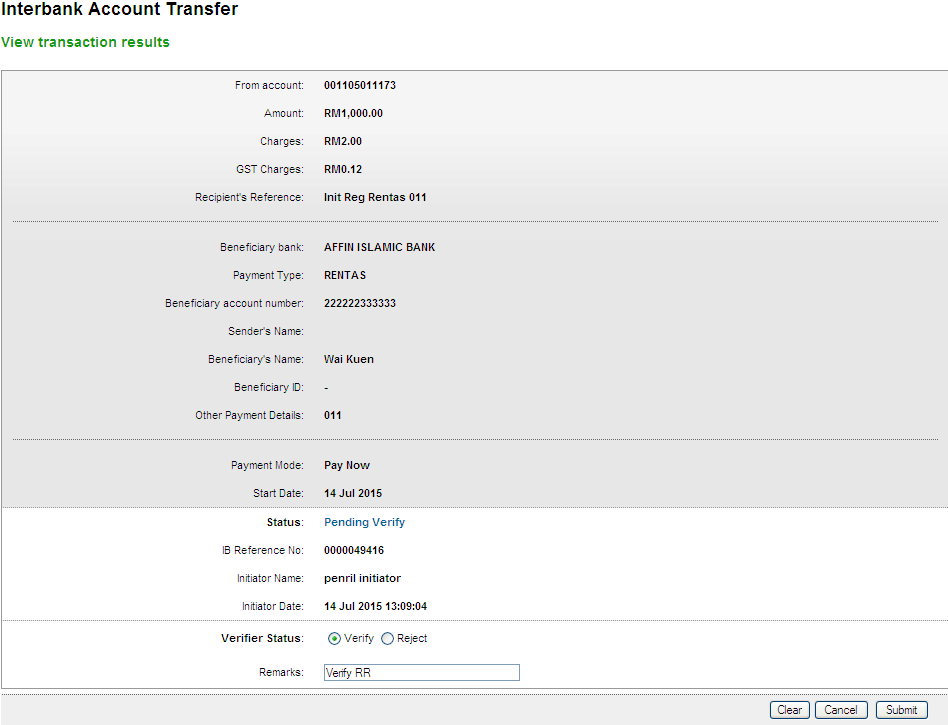 Interbank Account Transfer
View transaction results
From account: 001105011173
Amount: RM1,000.00
Charges: RM2.00
GST Charges: RM0.12
Recipient's Reference: Init Reg Rentas 011
Beneficiary bank: AFFIN ISLAMIC BANK
Payment Type: RENTAS
Beneficiary account number: 222222333333
Sender's Name:
Beneficiary's Name: Wai Kuen
Beneficiary ID: -
Other Payment Details: 011
Payment Mode: Pay Now
Start Date: 14 Jul 2015
Status: Pending Verify
IB Reference No: 0000049416
Initiator Name: penril initiator
Initiator Date: 14 Jul 2015 13:09:04
Verifier Status: Verify Reject
Remarks: Verify RR
Clear Cancel Submit